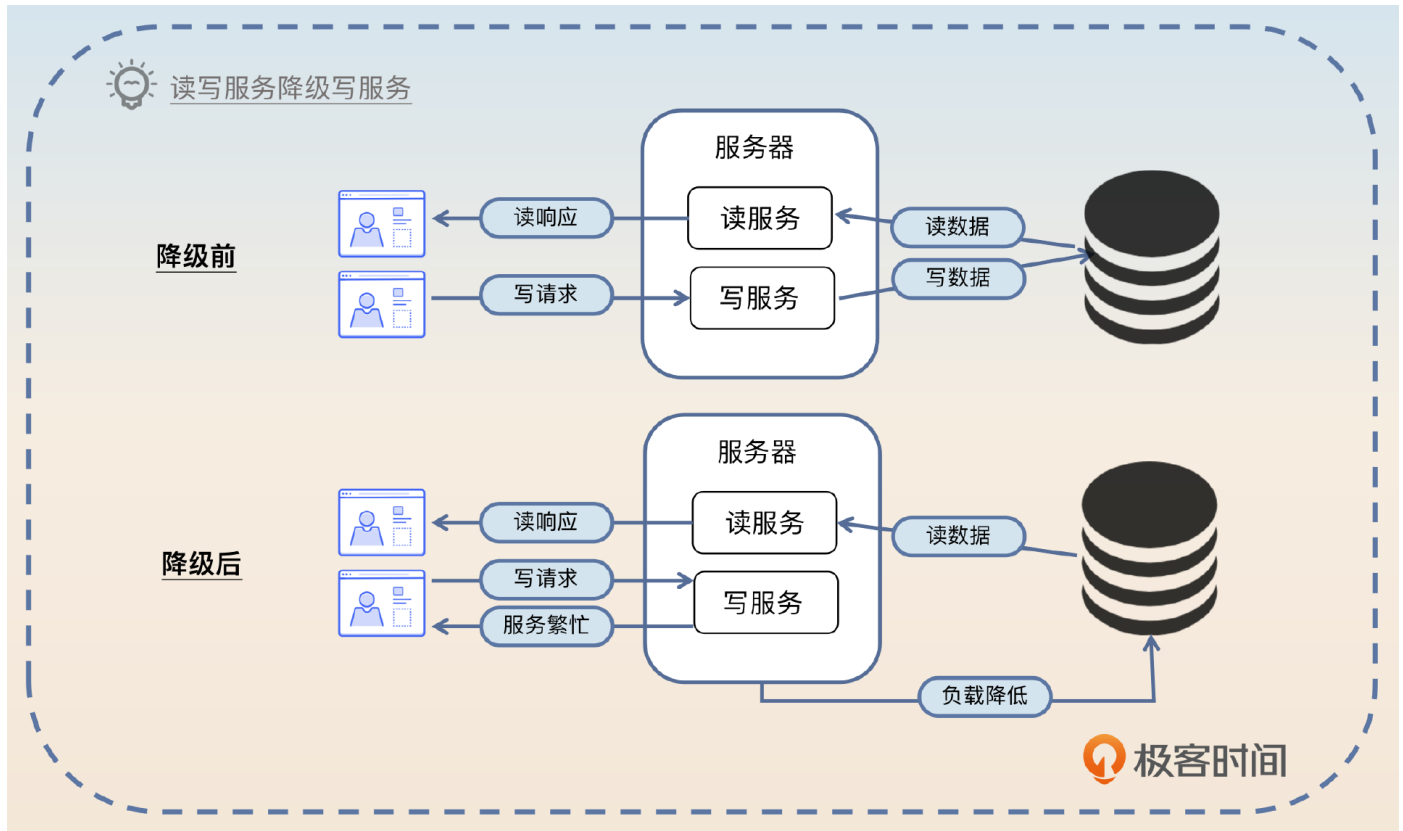 读写服务降级写服务
降级前
读响应
写请求
服务器
读服务
写服务
读数据
写数据
降级后
读响应
写请求
服务繁忙
服务器
读服务
写服务
读数据
负载降低
极客时间